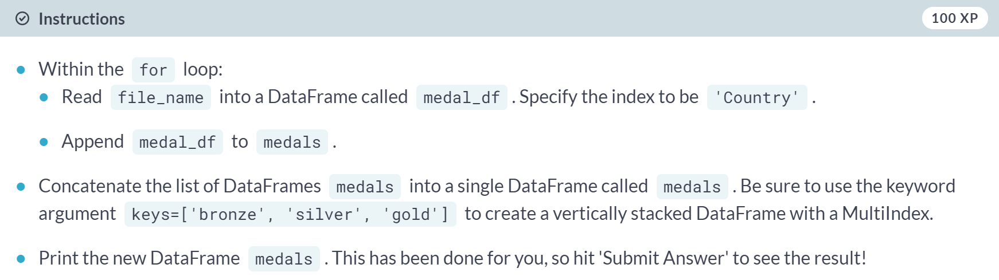 Instructions
100 XP
Within the for loop:
Read file_name into a DataFrame called medal_df . Specify the index to be 'Country' .
Append medal_df to medals .
Concatenate the list of DataFrames medals into a single DataFrame called medals . Be sure to use the keyword
argument keys=['bronze', 'silver', 'gold'] to create a vertically stacked DataFrame with a MultiIndex.
Print the new DataFrame medals . This has been done for you, so hit 'Submit Answer' to see the result!